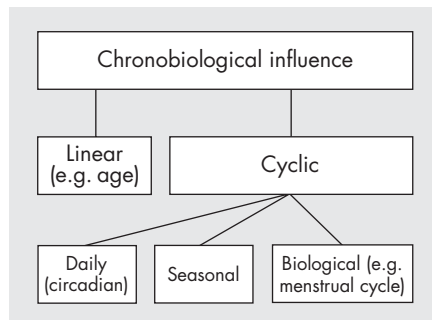 Chronobiological influence
Linear
(e.g. age)
Cyclic
Daily
(circadian)
Seasonal
Biological (e.g.
menstrual cycle)